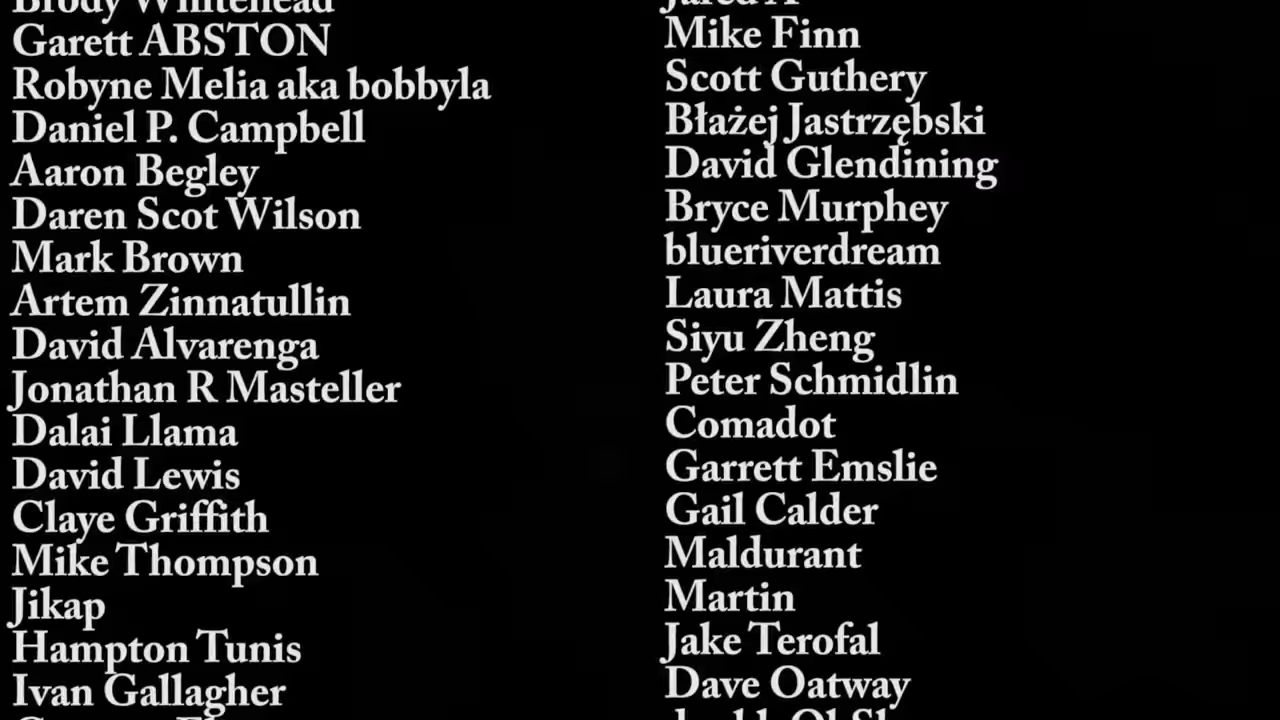 Brody Whitehead
Garett ABSTON
Robyne Melia aka bobbyla
Daniel P. Campbell
Aaron Begley
Daren Scot Wilson
Mark Brown
Artem Zinnatullin
David Alvarenga
Jonathan R Masteller
Dalai Llama
David Lewis
Claye Griffith
Mike Thompson
Jikap
Hampton Tunis
Ivan Gallagher
Jared A
Mike Finn
Scott Guthery
Błażej Jastrzębski
David Glendining
Bryce Murphey
blueriverdream
Laura Mattis
Siyu Zheng
Peter Schmidlin
Comadot
Garrett Emslie
Gail Calder
Maldurant
Martin
Jake Terofal
Dave Oatway